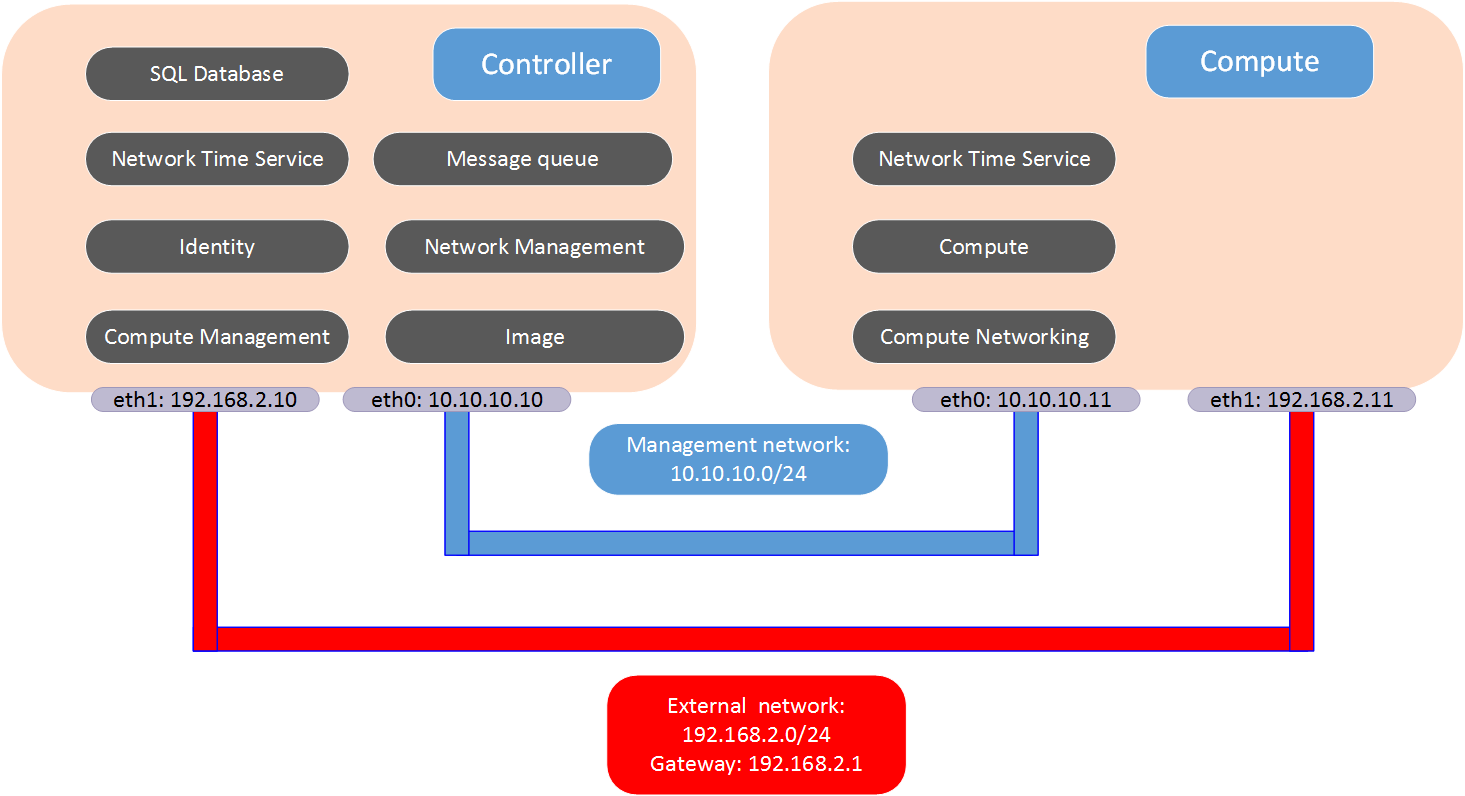 Controller
SQL Database
Network Time Service
Message queue
Identity
Network Management
Compute Management
Image
eth1: 192.168.2.10
eth0: 10.10.10.10
Compute
Network Time Service
Compute
Compute Networking
eth0: 10.10.10.11
eth1: 192.168.2.11
Management network:
10.10.10.0/24
External  network:
192.168.2.0/24
Gateway: 192.168.2.1